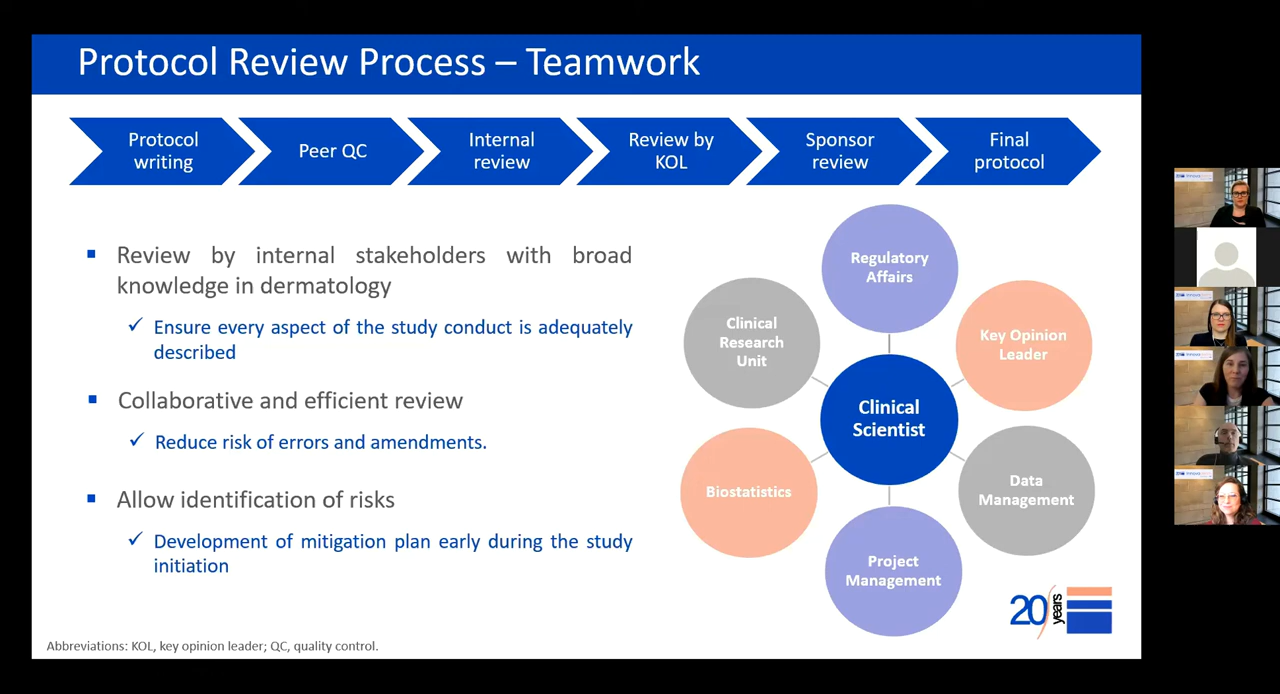 Protocol Review Process – Teamwork
Protocol
writing
Peer QC
Internal
review
Review by
KOL
Sponsor
review
Final
protocol
Review by internal stakeholders with broad
knowledge in dermatology
Ensure every aspect of the study conduct is adequately
described
Collaborative and efficient review
Reduce risk of errors and amendments.
Allow identification of risks
Development of mitigation plan early during the study
initiation
Regulatory
Affairs
Clinical
Research
Unit
Key Opinion
Leader
Clinical
Scientist
Biostatistics
Data
Management
Project
Management
20 years
Abbreviations: KOL, key opinion leader; QC, quality control.